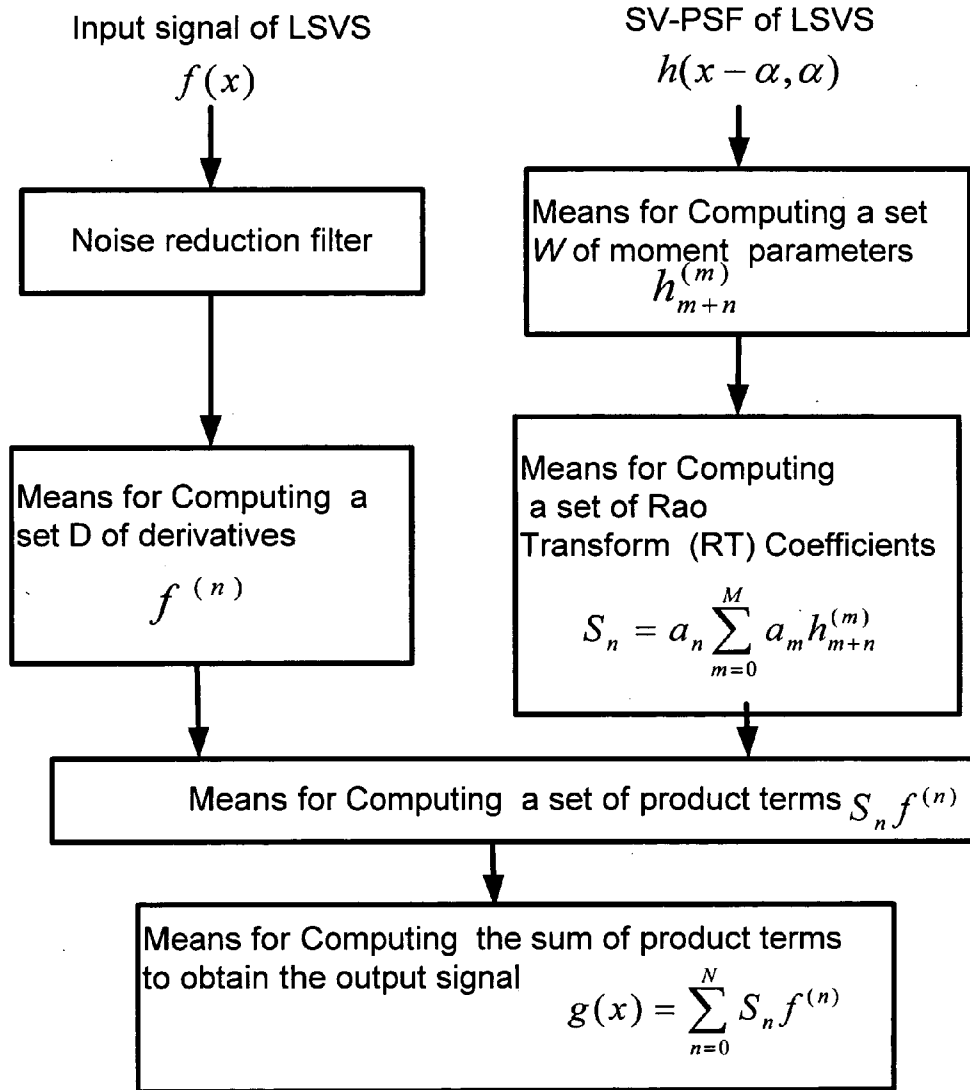 Input signal of LSVS
f(x)
SV-PSF of LSVS
h(x − α, α)
Noise reduction filter
Means for Computing a set
W of moment parameters
h_{m+n}^{(m)}
Means for Computing a
set D of derivatives
f^{(n)}
Means for Computing
a set of Rao
Transform (RT) Coefficients
S_n = a_n \sum_{m=0}^{M} a_m h_{m+n}^{(m)}
Means for Computing a set of product terms S_n f^{(n)}
Means for Computing the sum of product terms
to obtain the output signal
g(x) = \sum_{n=0}^{N} S_n f^{(n)}